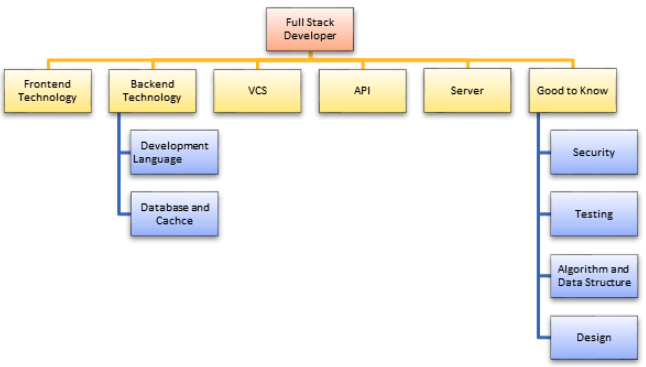 Full Stack
Developer
Frontend
Technology
Backend
Technology
VCS
API
Server
Good to Know
Development
Language
Database and
Cachce
Security
Testing
Algorithm and
Data Structure
Design